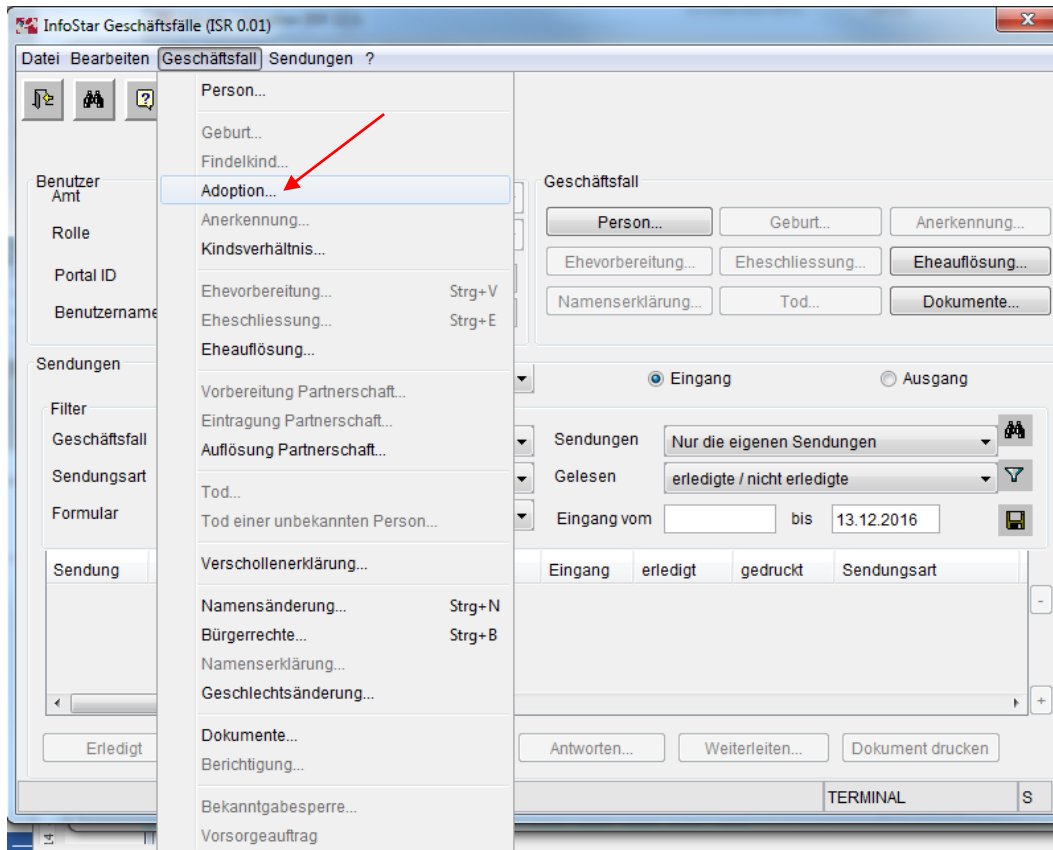 InfoStar Geschäftsfälle (ISR 0.01)
Datei Bearbeiten Geschäftsfall Sendungen ?
Person...
Geburt...
Findelkind...
Adoption...
Anerkennung...
Kindsverhältnis...
Ehevorbereitung... Strg+V
Eheschliessung... Strg+E
Eheauflösung...
Vorbereitung Partnerschaft...
Eintragung Partnerschaft...
Auflösung Partnerschaft...
Tod...
Tod einer unbekannten Person...
Verschollenerklärung...
Namensänderung... Strg+N
Bürgerrechte... Strg+B
Namenserklärung...
Geschlechtsänderung...
Dokumente...
Berichtigung...
Bekanntgabesperre...
Vorsorgeauftrag
Benutzer
Amt
Rolle
Portal ID
Benutzername
Geschäftsfall
Person... Geburt... Anerkennung...
Ehevorbereitung... Eheschliessung... Eheauflösung...
Namenserklärung... Tod... Dokumente...
Sendungen
Eingang Ausgang
Filter
Geschäftsfall Sendungen Nur die eigenen Sendungen
Sendungsart Gelesen erledigte / nicht erledigte
Formular Eingang vom bis 13.12.2016
Sendung Eingang erledigt gedruckt Sendungsart
-
+
Erledigt Antworten... Weiterleiten... Dokument drucken
TERMINAL S